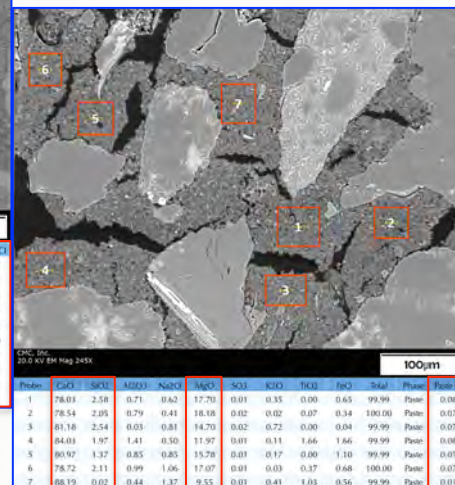 6
7
5
1
2
4
3
CMC, Inc.
20.0 KV EM Mag 245X
100µm
Probe CaO SiO2 Al2O3 Na2O MgO SO3 K2O TiO2 FeO Total Phase Paste
1 78.03 2.58 0.71 0.62 17.70 0.01 0.35 0.00 0.65 99.99 Paste 0.08
2 78.54 2.05 0.79 0.41 18.18 0.02 0.02 0.07 0.34 100.00 Paste 0.07
3 81.18 2.54 0.03 0.81 14.70 0.02 0.72 0.00 0.04 99.99 Paste
4 84.03 1.97 1.41 0.50 11.97 0.01 0.11 1.66 1.66 99.99 Paste
5 80.97 1.37 0.85 0.85 15.78 0.01 0.17 0.00 1.10 99.99 Paste
6 78.72 2.11 0.99 1.06 17.07 0.01 0.03 0.37 0.68 100.00 Paste
7 88.19 0.02 0.44 1.37 9.55 0.01 0.41 1.03 0.56 99.99 Paste